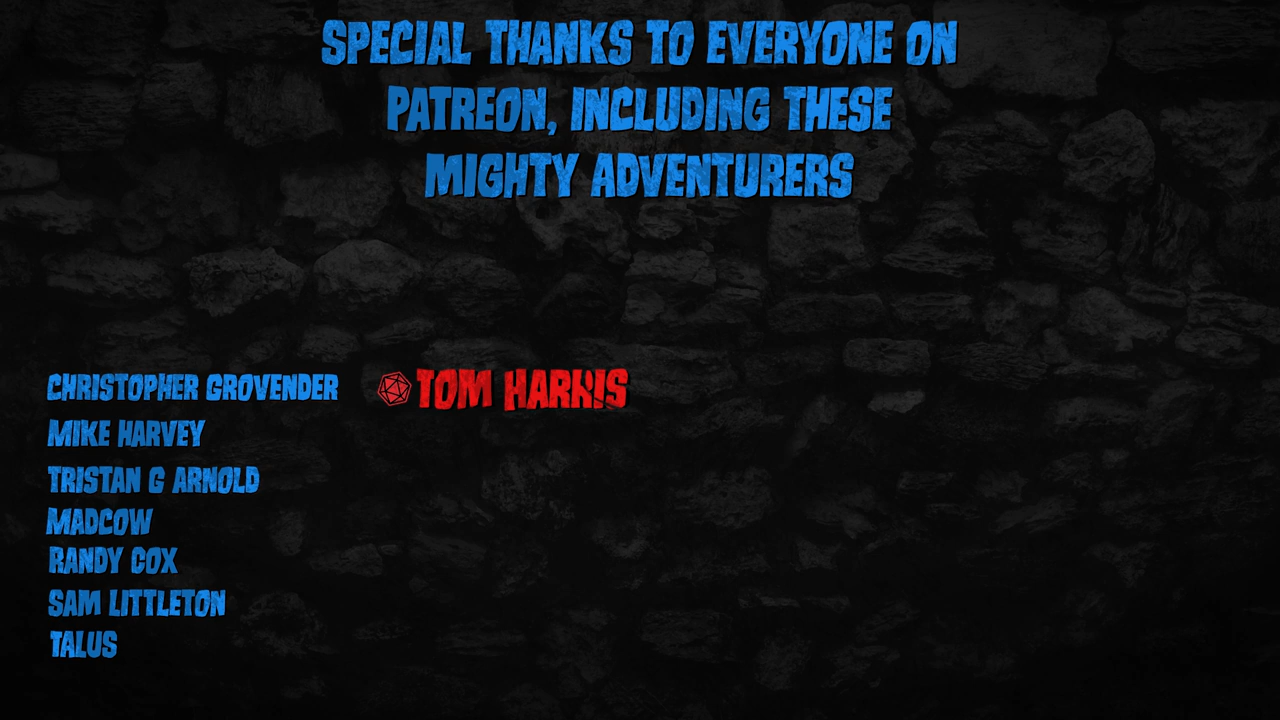 SPECIAL THANKS TO EVERYONE ON
PATREON, INCLUDING THESE
MIGHTY ADVENTURERS
CHRISTOPHER GROVENDER
TOM HARRIS
MIKE HARVEY
TRISTAN G ARNOLD
MADCOW
RANDY COX
SAM LITTLETON
TALUS